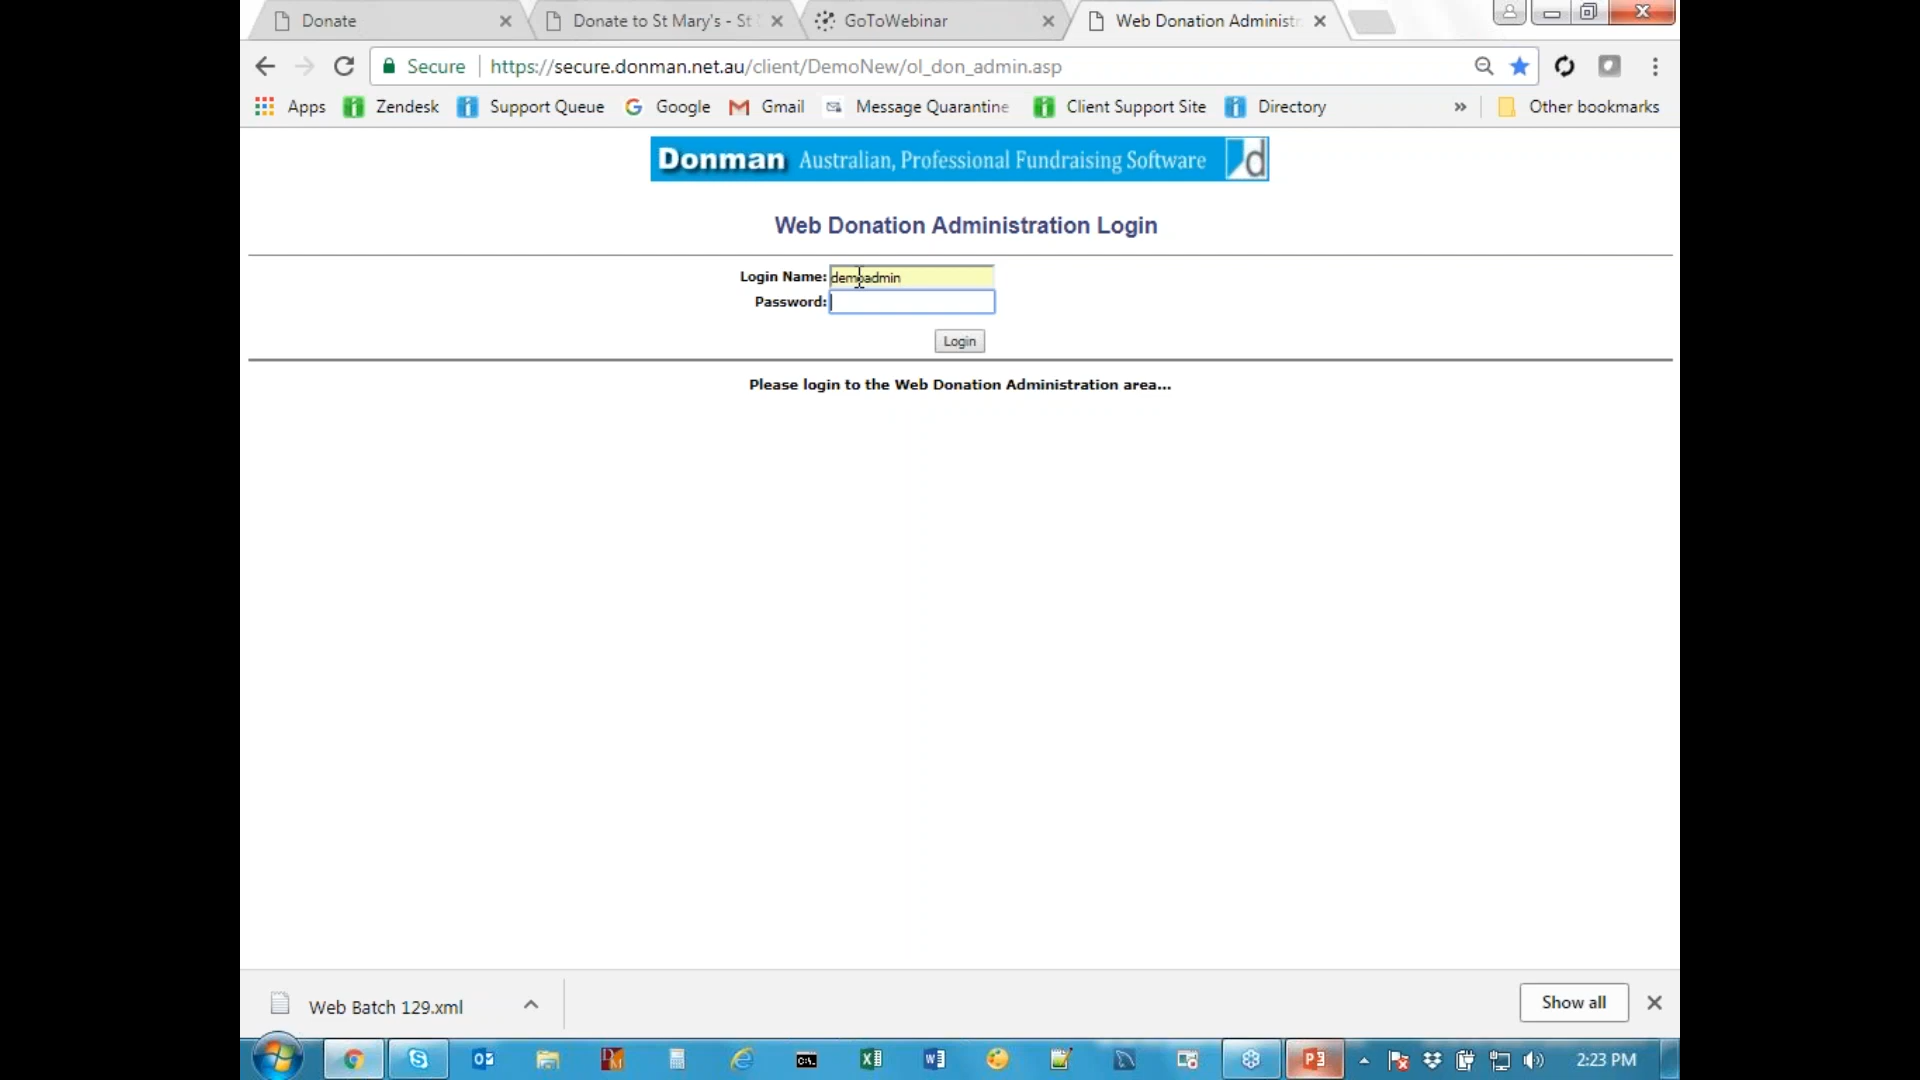 Donate
Donate to St Mary's - St
GoToWebinar
Web Donation Administr
Secure
https://secure.donman.net.au/client/DemoNew/ol_don_admin.asp
Apps
Zendesk
Support Queue
Google
Gmail
Message Quarantine
Client Support Site
Directory
»
Other bookmarks
Donman Australian, Professional Fundraising Software d
Web Donation Administration Login
Login Name: demoadmin
Password:
Login
Please login to the Web Donation Administration area...
Web Batch 129.xml
Show all
2:23 PM